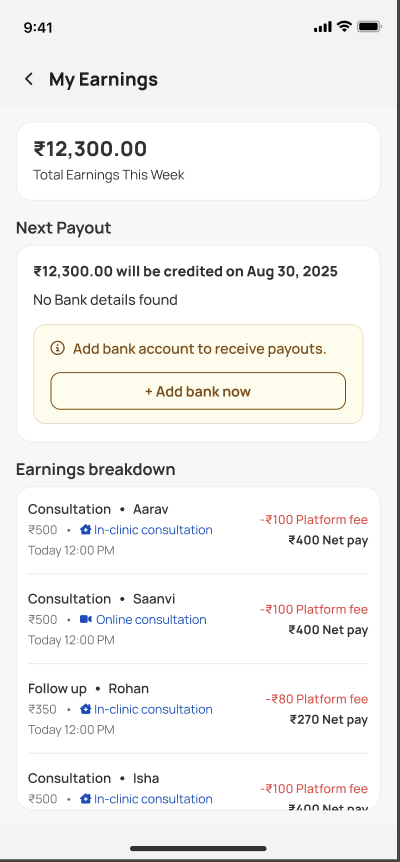 9:41
My Earnings
₹12,300.00
Total Earnings This Week
Next Payout
₹12,300.00 will be credited on Aug 30, 2025
No Bank details found
Add bank account to receive payouts.
+ Add bank now
Earnings breakdown
Consultation • Aarav
₹500 • In-clinic consultation
Today 12:00 PM
-₹100 Platform fee
₹400 Net pay
Consultation • Saanvi
₹500 • Online consultation
Today 12:00 PM
-₹100 Platform fee
₹400 Net pay
Follow up • Rohan
₹350 • In-clinic consultation
Today 12:00 PM
-₹80 Platform fee
₹270 Net pay
Consultation • Isha
₹500 • In-clinic consultation
-₹100 Platform fee
₹400 Net pay